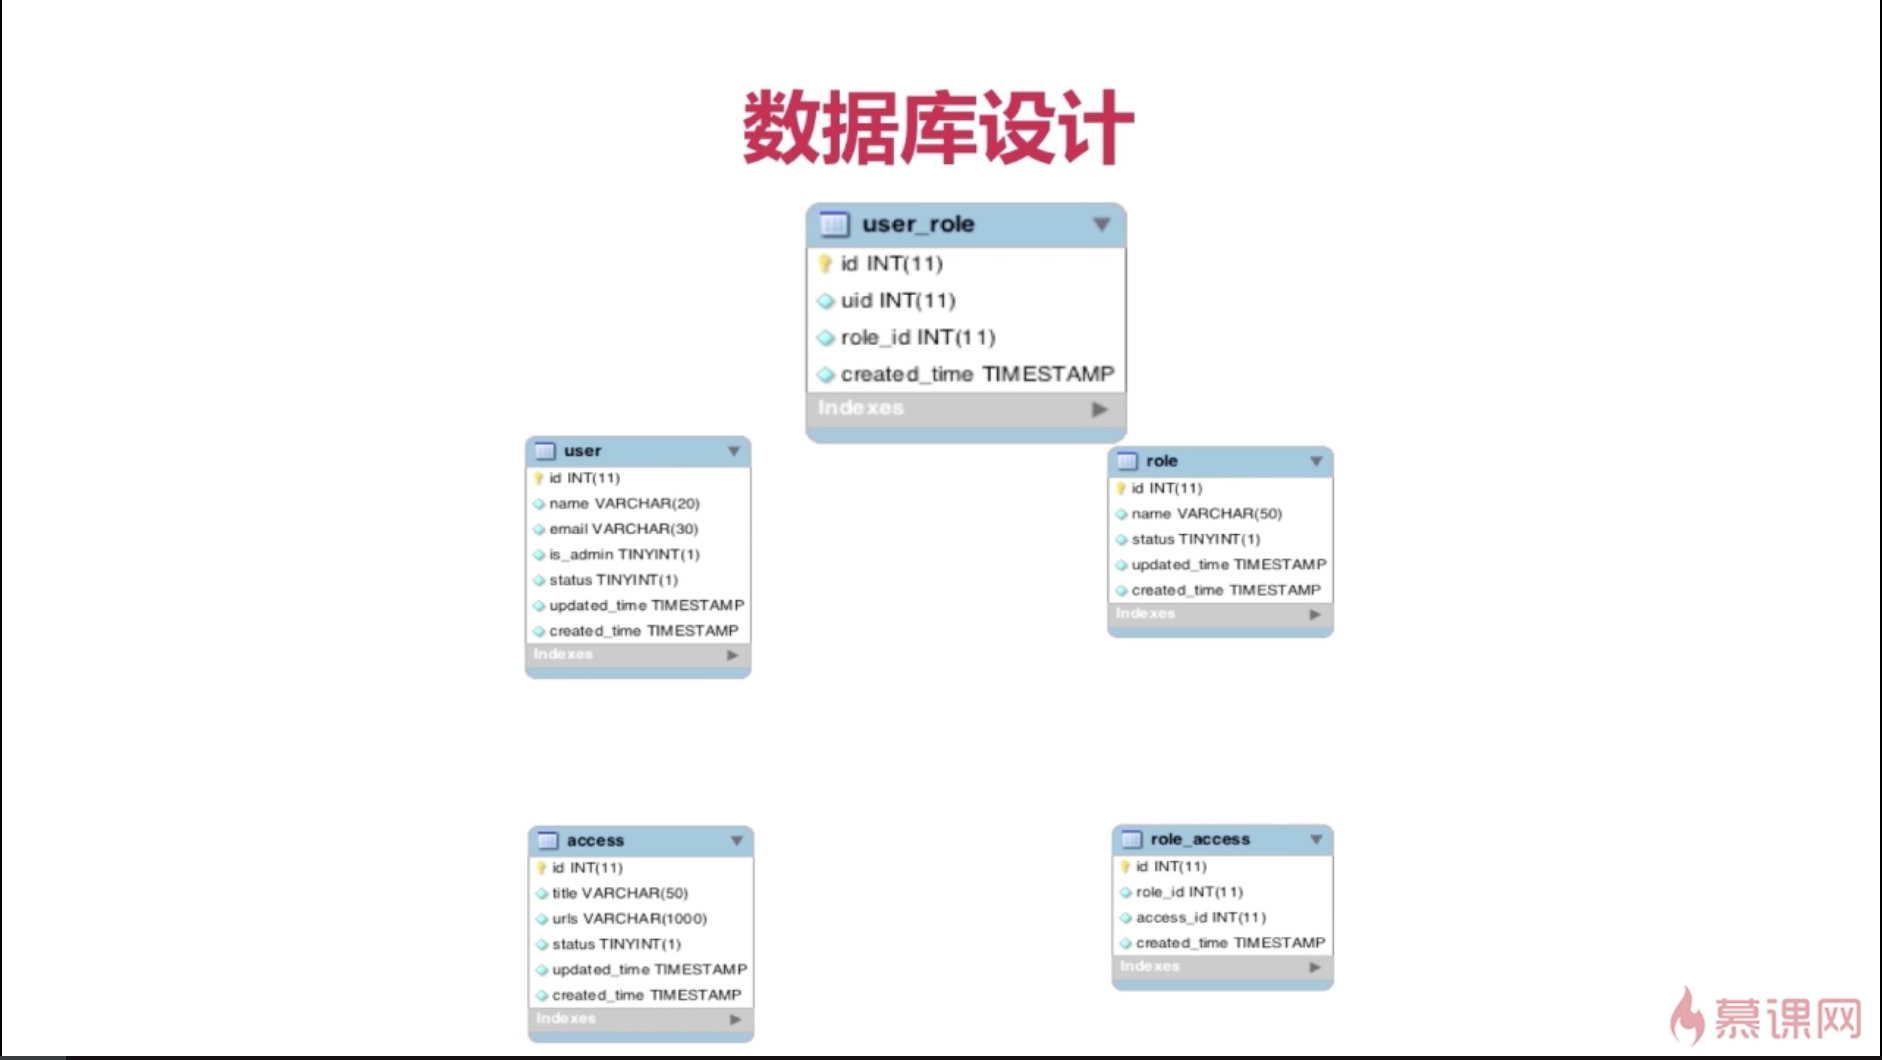 数据库设计
user_role
id INT(11)
uid INT(11)
role_id INT(11)
created_time TIMESTAMP
Indexes
user
id INT(11)
name VARCHAR(20)
email VARCHAR(30)
is_admin TINYINT(1)
status TINYINT(1)
updated_time TIMESTAMP
created_time TIMESTAMP
Indexes
role
id INT(11)
name VARCHAR(50)
status TINYINT(1)
updated_time TIMESTAMP
created_time TIMESTAMP
Indexes
access
id INT(11)
title VARCHAR(50)
urls VARCHAR(1000)
status TINYINT(1)
updated_time TIMESTAMP
created_time TIMESTAMP
Indexes
role_access
id INT(11)
role_id INT(11)
access_id INT(11)
created_time TIMESTAMP
Indexes
慕课网